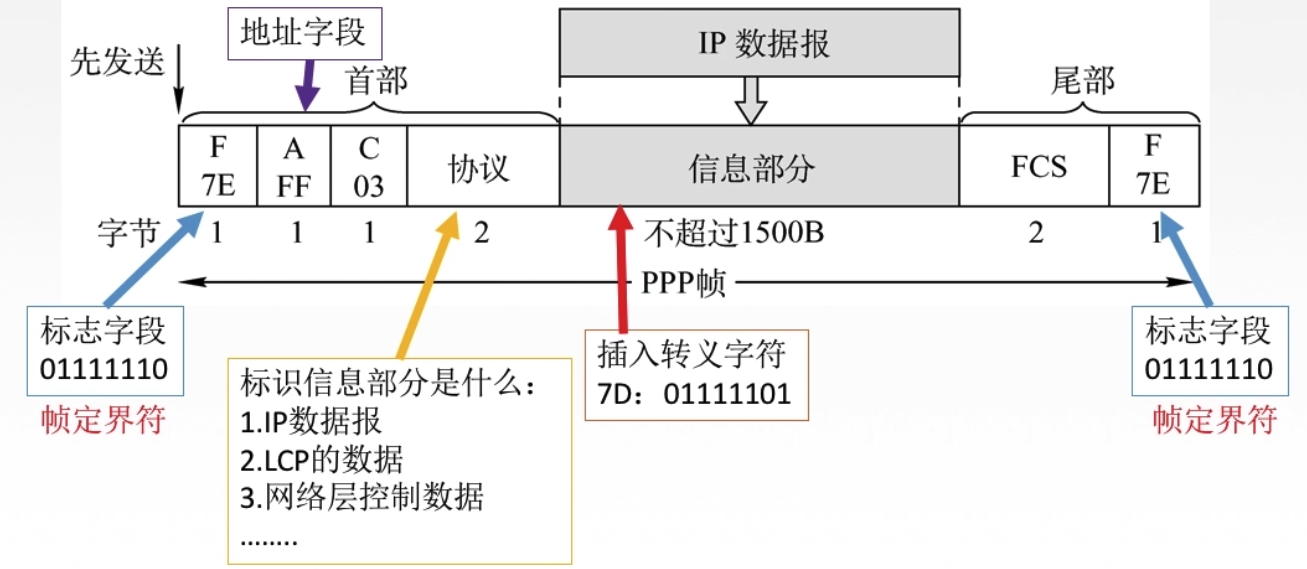 地址字段
IP 数据报
先发送
首部
尾部
F A C F
7E FF 03 协议 信息部分 FCS 7E
字节 1 1 1 2 不超过1500B 2 1
PPP帧
标志字段
01111110
帧定界符
标识信息部分是什么：
1.IP数据报
2.LCP的数据
3.网络层控制数据
........
插入转义字符
7D：01111101
标志字段
01111110
帧定界符